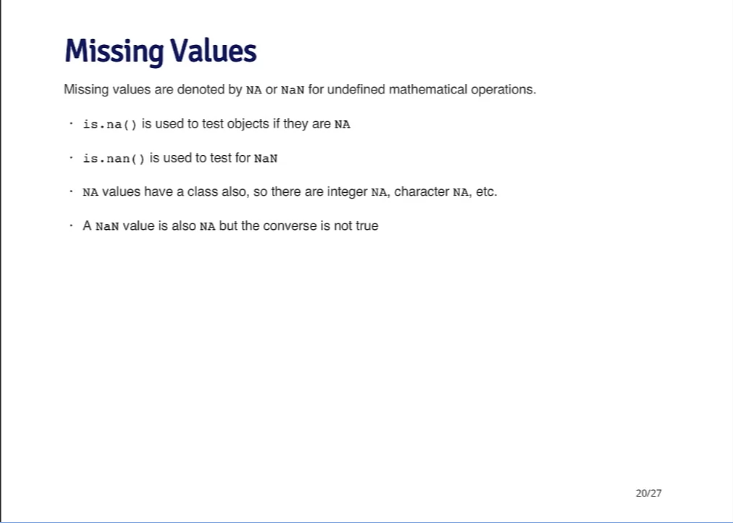 Missing Values
Missing values are denoted by NA or NaN for undefined mathematical operations.
· is.na() is used to test objects if they are NA
· is.nan() is used to test for NaN
· NA values have a class also, so there are integer NA, character NA, etc.
· A NaN value is also NA but the converse is not true
20/27